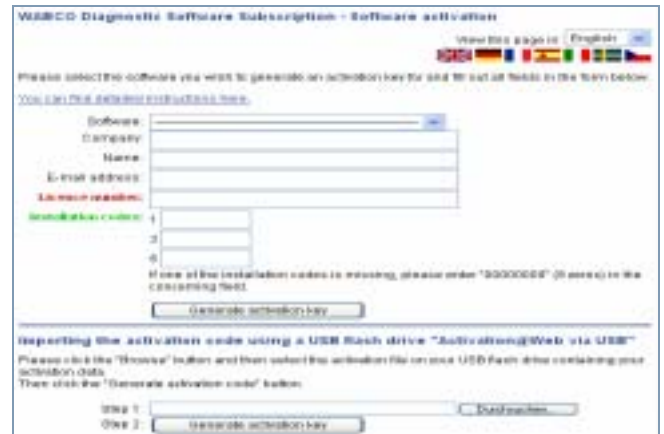 WABCO Diagnostic Software Subscription - Software activation
View this page in: English
Please select the software you wish to generate an activation key for and fill out all fields in the form below.
You can find detailed instructions here.
Software:
Company:
Name:
E-mail address:
Licence number:
Installation codes: 1
2
If one of the installation codes is missing, please enter "00000000" (8 zeros) in the
concerning field.
Generate activation key
Importing the activation code using a USB flash drive "Activation@Web via USB"
Please click the "Browse" button and then select the activation file on your USB flash drive containing your
activation data.
Then click the "Generate activation code" button.
Step 1: Durchsuchen...
Step 2: Generate activation key